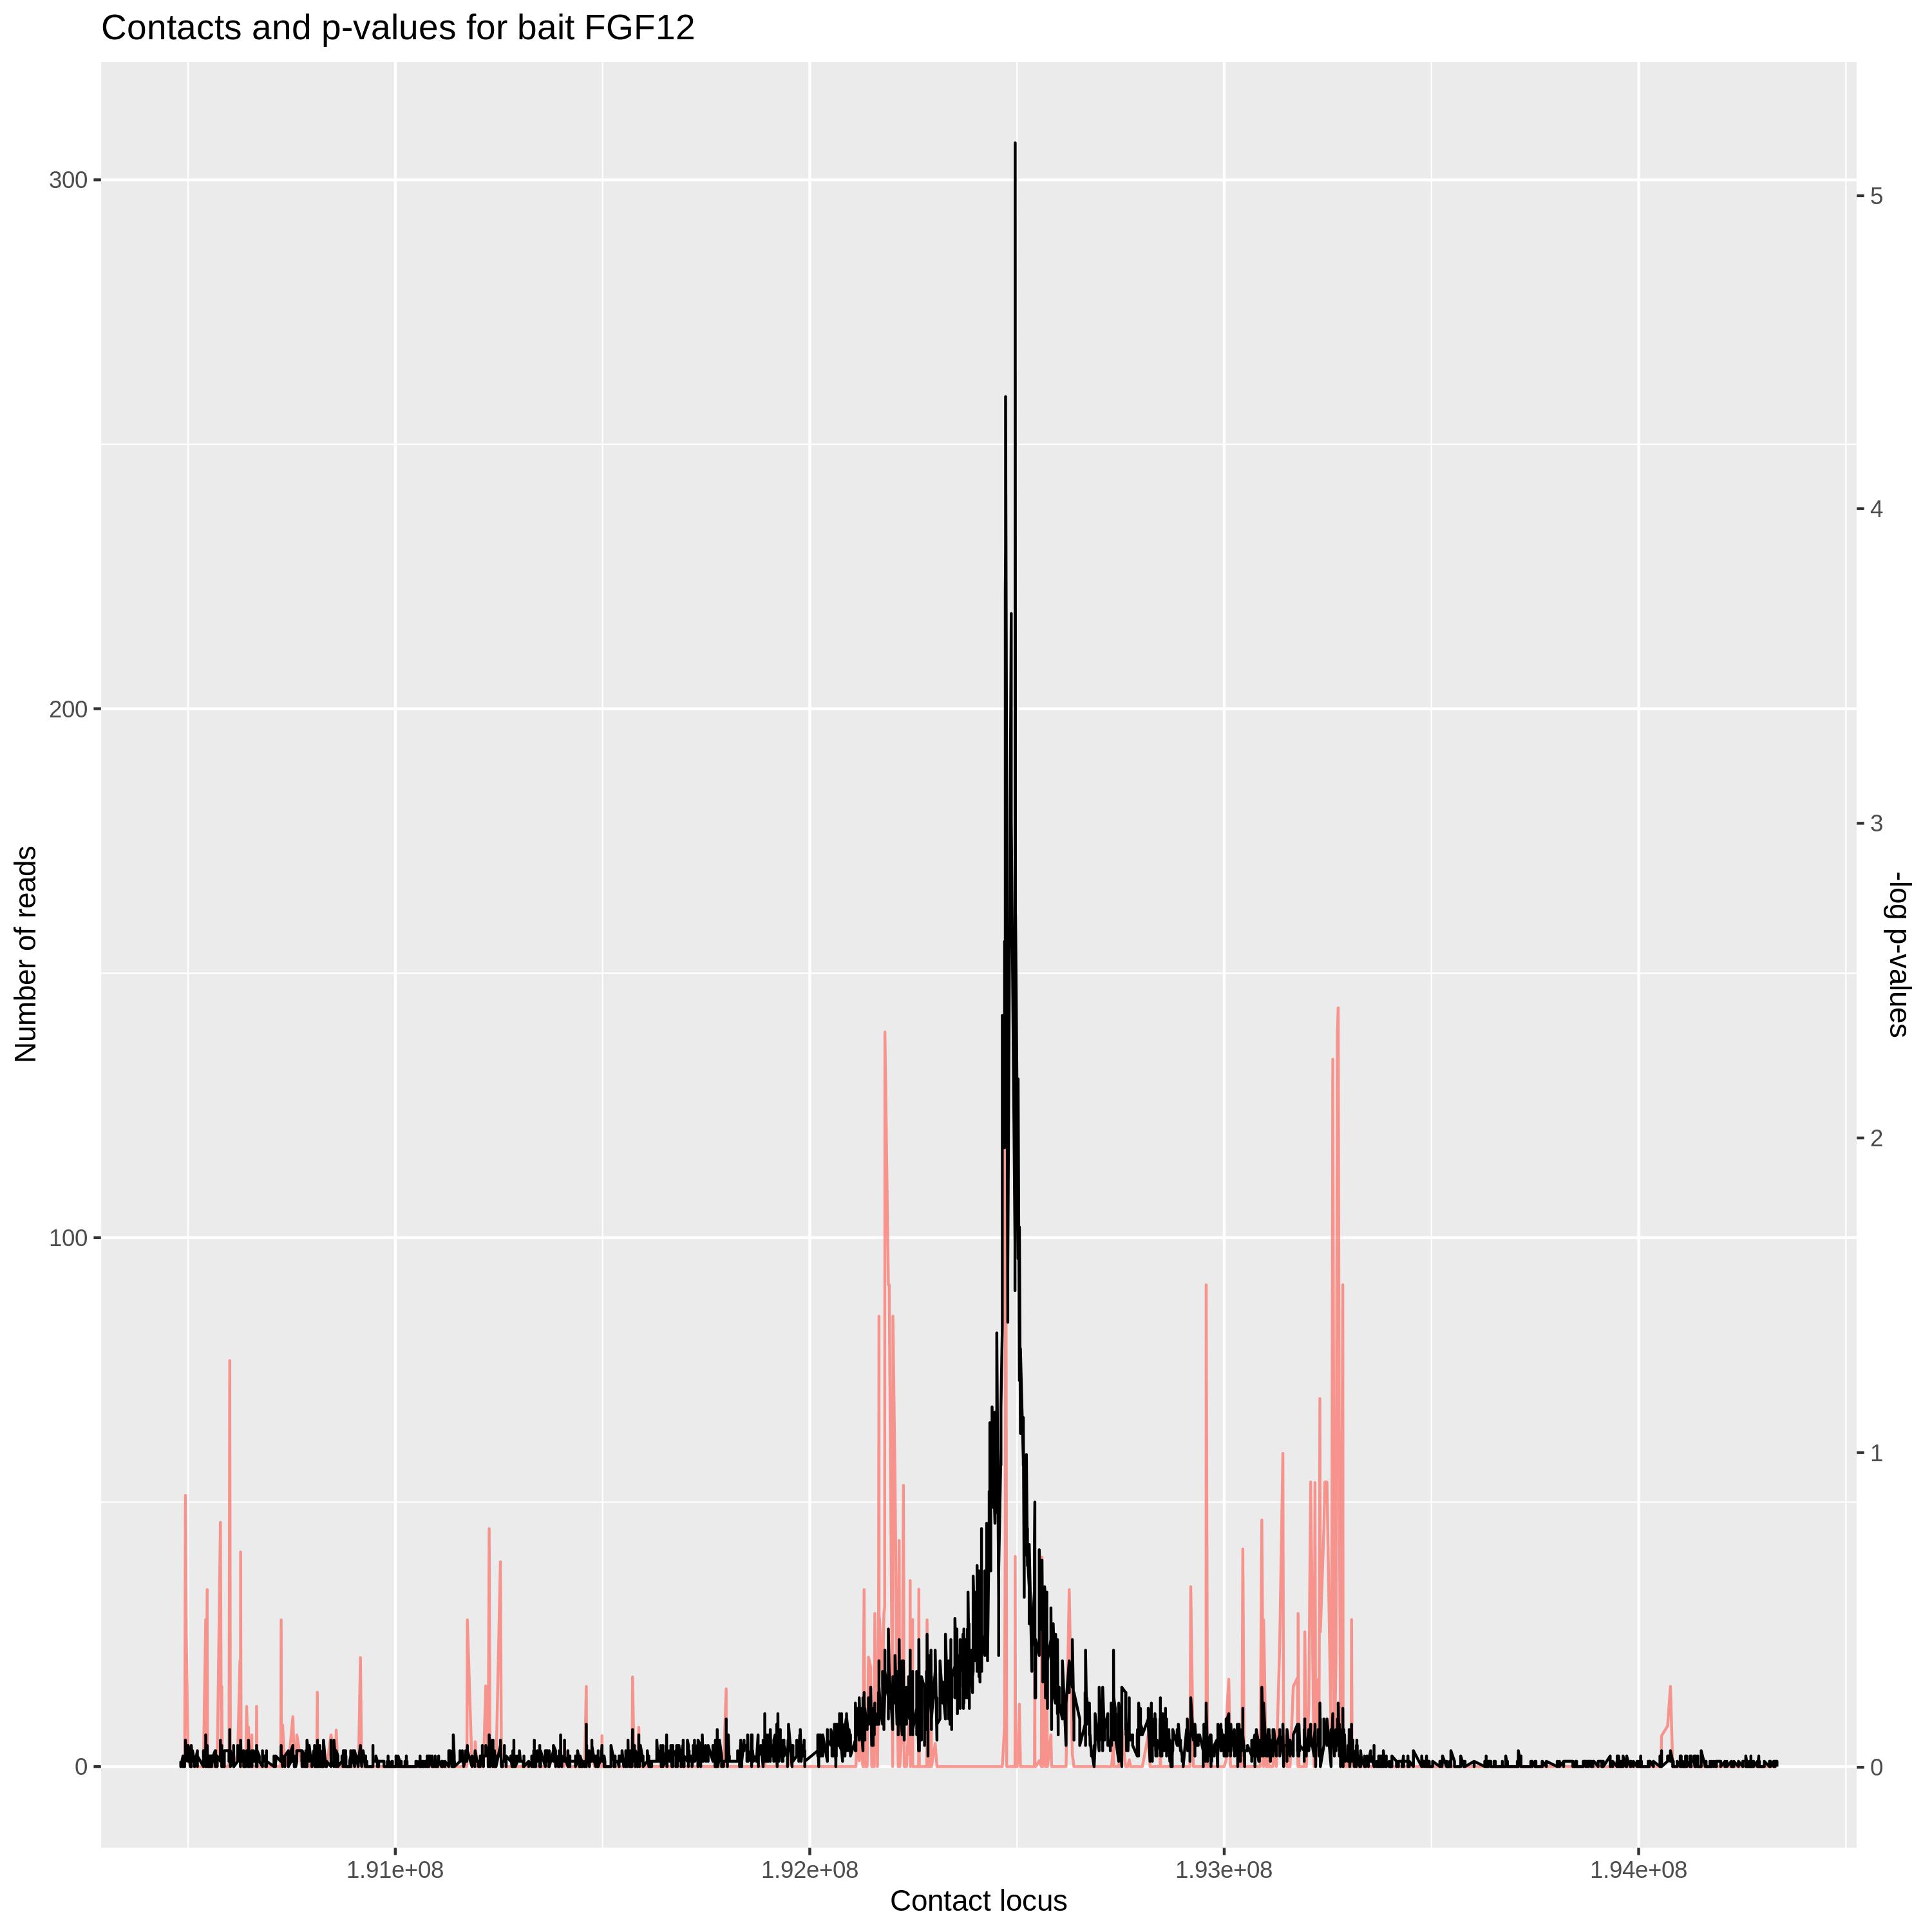 Contacts and p-values for bait FGF12
300
200
100
0
Number of reads
5
4
3
2
1
0
-log p-values
1.91e+08
1.92e+08
1.93e+08
1.94e+08
Contact locus